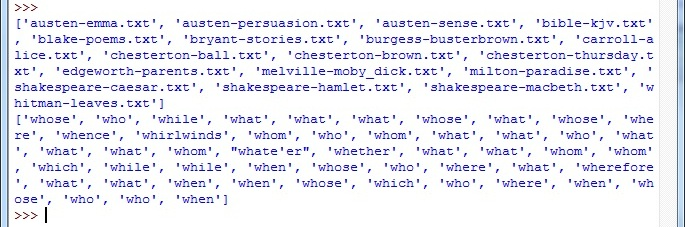 >>>
['austen-emma.txt', 'austen-persuasion.txt', 'austen-sense.txt', 'bible-kjv.txt'
, 'blake-poems.txt', 'bryant-stories.txt', 'burgess-busterbrown.txt', 'carroll-a
lice.txt', 'chesterton-ball.txt', 'chesterton-brown.txt', 'chesterton-thursday.t
xt', 'edgeworth-parents.txt', 'melville-moby_dick.txt', 'milton-paradise.txt', '
shakespeare-caesar.txt', 'shakespeare-hamlet.txt', 'shakespeare-macbeth.txt', 'w
hitman-leaves.txt']
['whose', 'who', 'while', 'what', 'what', 'what', 'whose', 'what', 'whose', 'whe
re', 'whence', 'whirlwinds', 'whom', 'who', 'whom', 'what', 'what', 'who', 'what
', 'what', 'what', 'whom', "whate'er", 'whether', 'what', 'what', 'whom', 'whom'
, 'which', 'while', 'while', 'when', 'whose', 'who', 'where', 'what', 'wherefore
', 'what', 'what', 'when', 'when', 'whose', 'which', 'who', 'where', 'when', 'wh
ose', 'who', 'who', 'when']
>>>